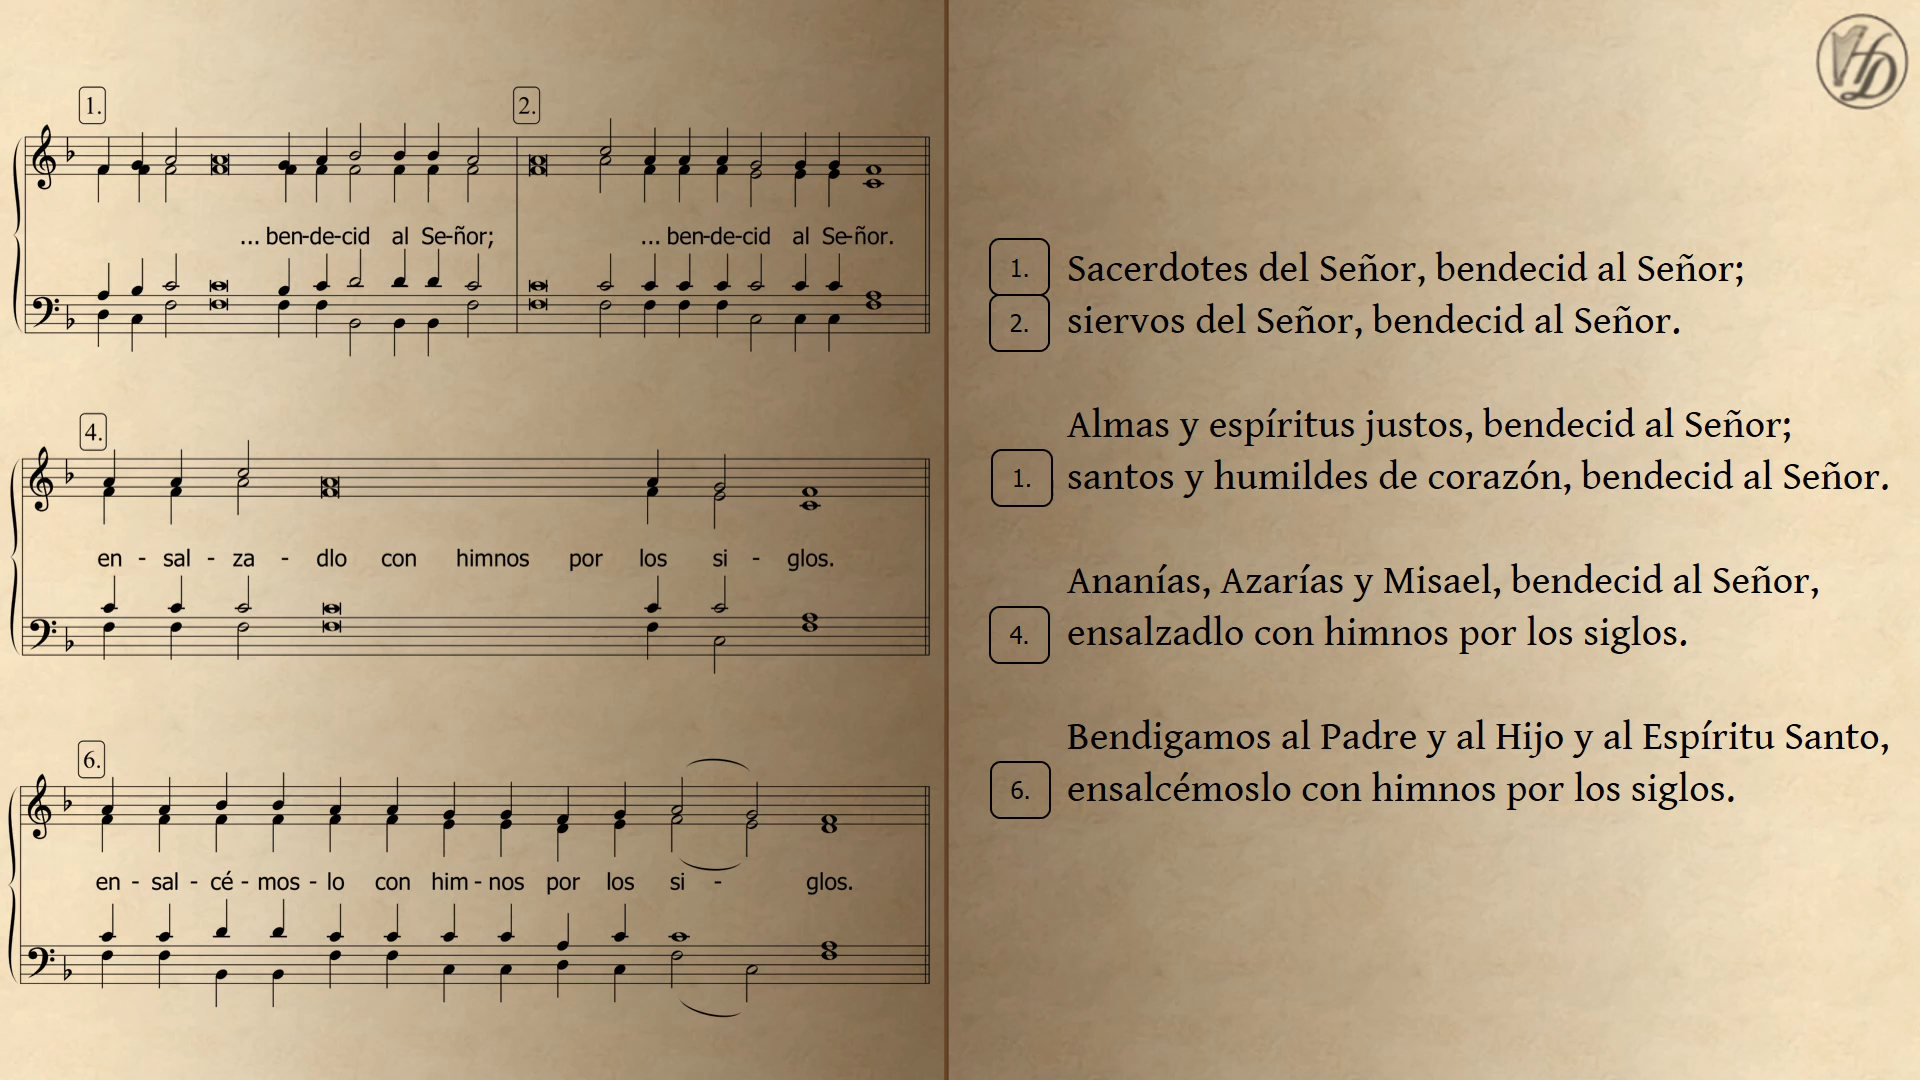 1. 2.
... ben-de-cid al Se-ñor; ... ben-de-cid al Se-ñor.
4.
en - sal - za - dlo con himnos por los si - glos.
6.
en - sal - cé - mos - lo con him - nos por los si - glos.
HD
1. Sacerdotes del Señor, bendecid al Señor;
2. siervos del Señor, bendecid al Señor.
Almas y espíritus justos, bendecid al Señor;
1. santos y humildes de corazón, bendecid al Señor.
Ananías, Azarías y Misael, bendecid al Señor,
4. ensalzadlo con himnos por los siglos.
Bendigamos al Padre y al Hijo y al Espíritu Santo,
6. ensalcémoslo con himnos por los siglos.